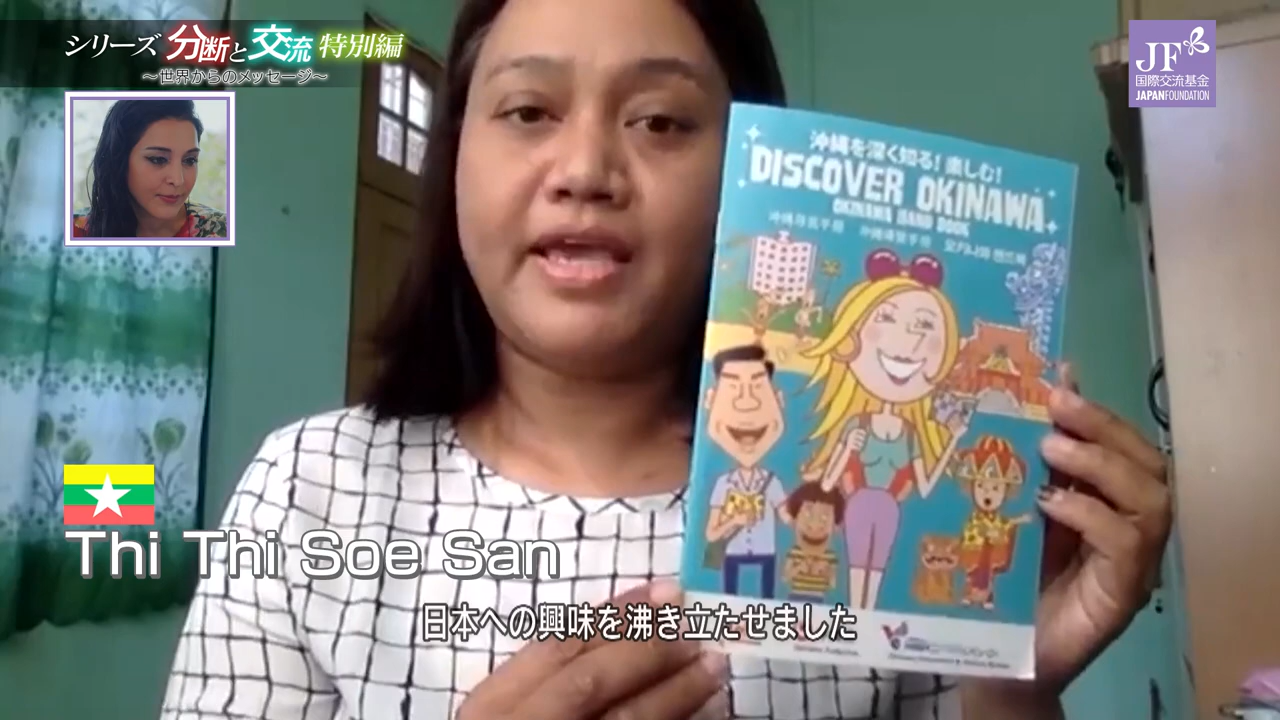 シリーズ 分断と交流 特別編
～世界からのメッセージ～
JF
国際交流基金
JAPANFOUNDATION
沖縄を深く知る! 楽しむ!
DISCOVER OKINAWA
OKINAWA HAND BOOK
Thi Thi Soe San
日本への興味を沸き立たせました